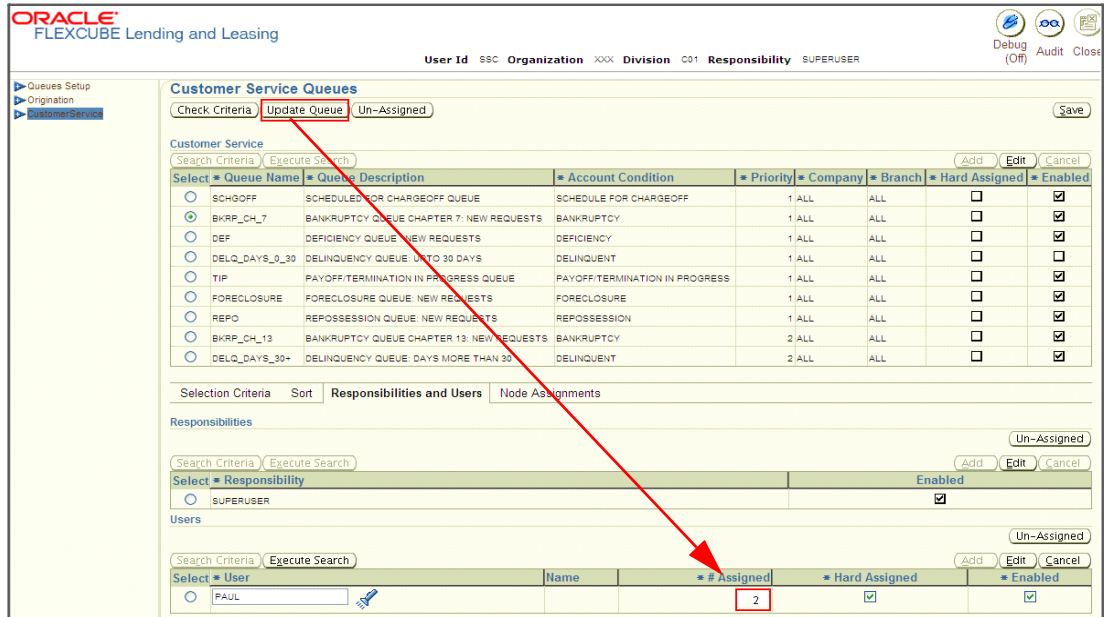 ORACLE'
FLEXCUBE Lending and Leasing
Debug (Off) Audit Close
User Id SSC Organization XXX Division C01 Responsibility SUPERUSER
Queues Setup
Origination
CustomerService
Customer Service Queues
Check Criteria Update Queue Un-Assigned Save
Customer Service
Search Criteria Execute Search Add Edit Cancel
Select * Queue Name * Queue Description * Account Condition * Priority * Company * Branch * Hard Assigned * Enabled
SCHGOFF SCHEDULED FOR CHARGEOFF QUEUE SCHEDULE FOR CHARGEOFF 1 ALL ALL
BKRP_CH_7 BANKRUPTCY QUEUE CHAPTER 7: NEW REQUESTS BANKRUPTCY 1 ALL ALL
DEF DEFICIENCY QUEUE : NEW REQUESTS DEFICIENCY 1 ALL ALL
DELQ_DAYS_0_30 DELINQUENCY QUEUE: UPTO 30 DAYS DELINQUENT 1 ALL ALL
TIP PAYOFF/TERMINATION IN PROGRESS QUEUE PAYOFF/TERMINATION IN PROGRESS 1 ALL ALL
FORECLOSURE FORECLOSURE QUEUE: NEW REQUESTS FORECLOSURE 1 ALL ALL
REPO REPOSSESSION QUEUE: NEW REQUESTS REPOSSESSION 1 ALL ALL
BKRP_CH_13 BANKRUPTCY QUEUE CHAPTER 13: NEW REQUESTS BANKRUPTCY 2 ALL ALL
DELQ_DAYS_30+ DELINQUENCY QUEUE: DAYS MORE THAN 30 DELINQUENT 2 ALL ALL
Selection Criteria Sort Responsibilities and Users Node Assignments
Responsibilities
Un-Assigned
Search Criteria Execute Search Add Edit Cancel
Select * Responsibility Enabled
SUPERUSER
Users
Un-Assigned
Search Criteria Execute Search Add Edit Cancel
Select * User Name * # Assigned * Hard Assigned * Enabled
PAUL 2